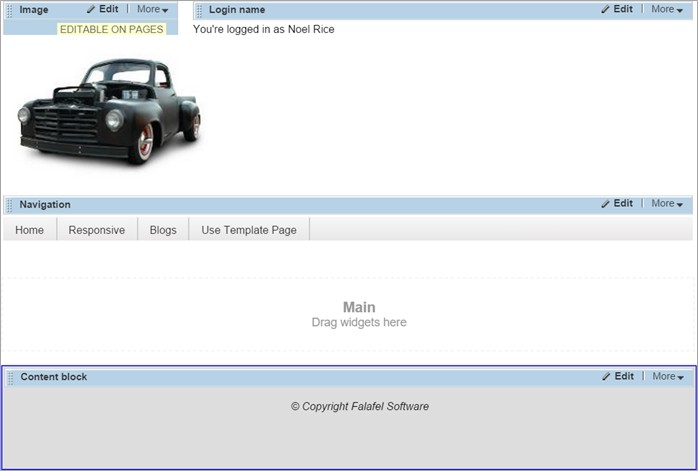 Image Edit | More
EDITABLE ON PAGES
Login name Edit | More
You're logged in as Noel Rice
Navigation Edit | More
Home Responsive Blogs Use Template Page
Main
Drag widgets here
Content block Edit | More
© Copyright Falafel Software